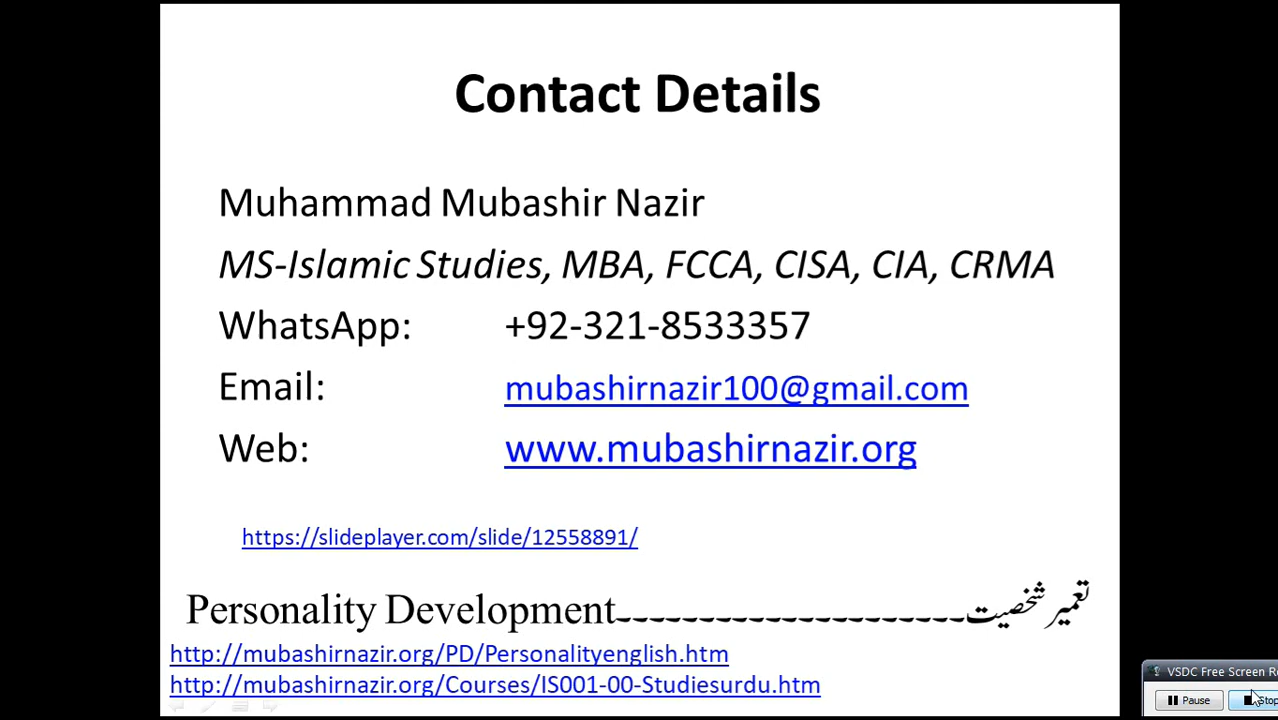 Contact Details
Muhammad Mubashir Nazir
MS-Islamic Studies, MBA, FCCA, CISA, CIA, CRMA
WhatsApp: +92-321-8533357
Email: mubashirnazir100@gmail.com
Web: www.mubashirnazir.org
https://slideplayer.com/slide/12558891/
Personality Development۔۔۔۔۔۔۔۔۔۔۔۔۔۔۔۔۔۔۔۔۔تعمیر شخصیت
http://mubashirnazir.org/PD/Personalityenglish.htm
http://mubashirnazir.org/Courses/IS001-00-Studiesurdu.htm
VSDC Free Screen Re
Pause Stop